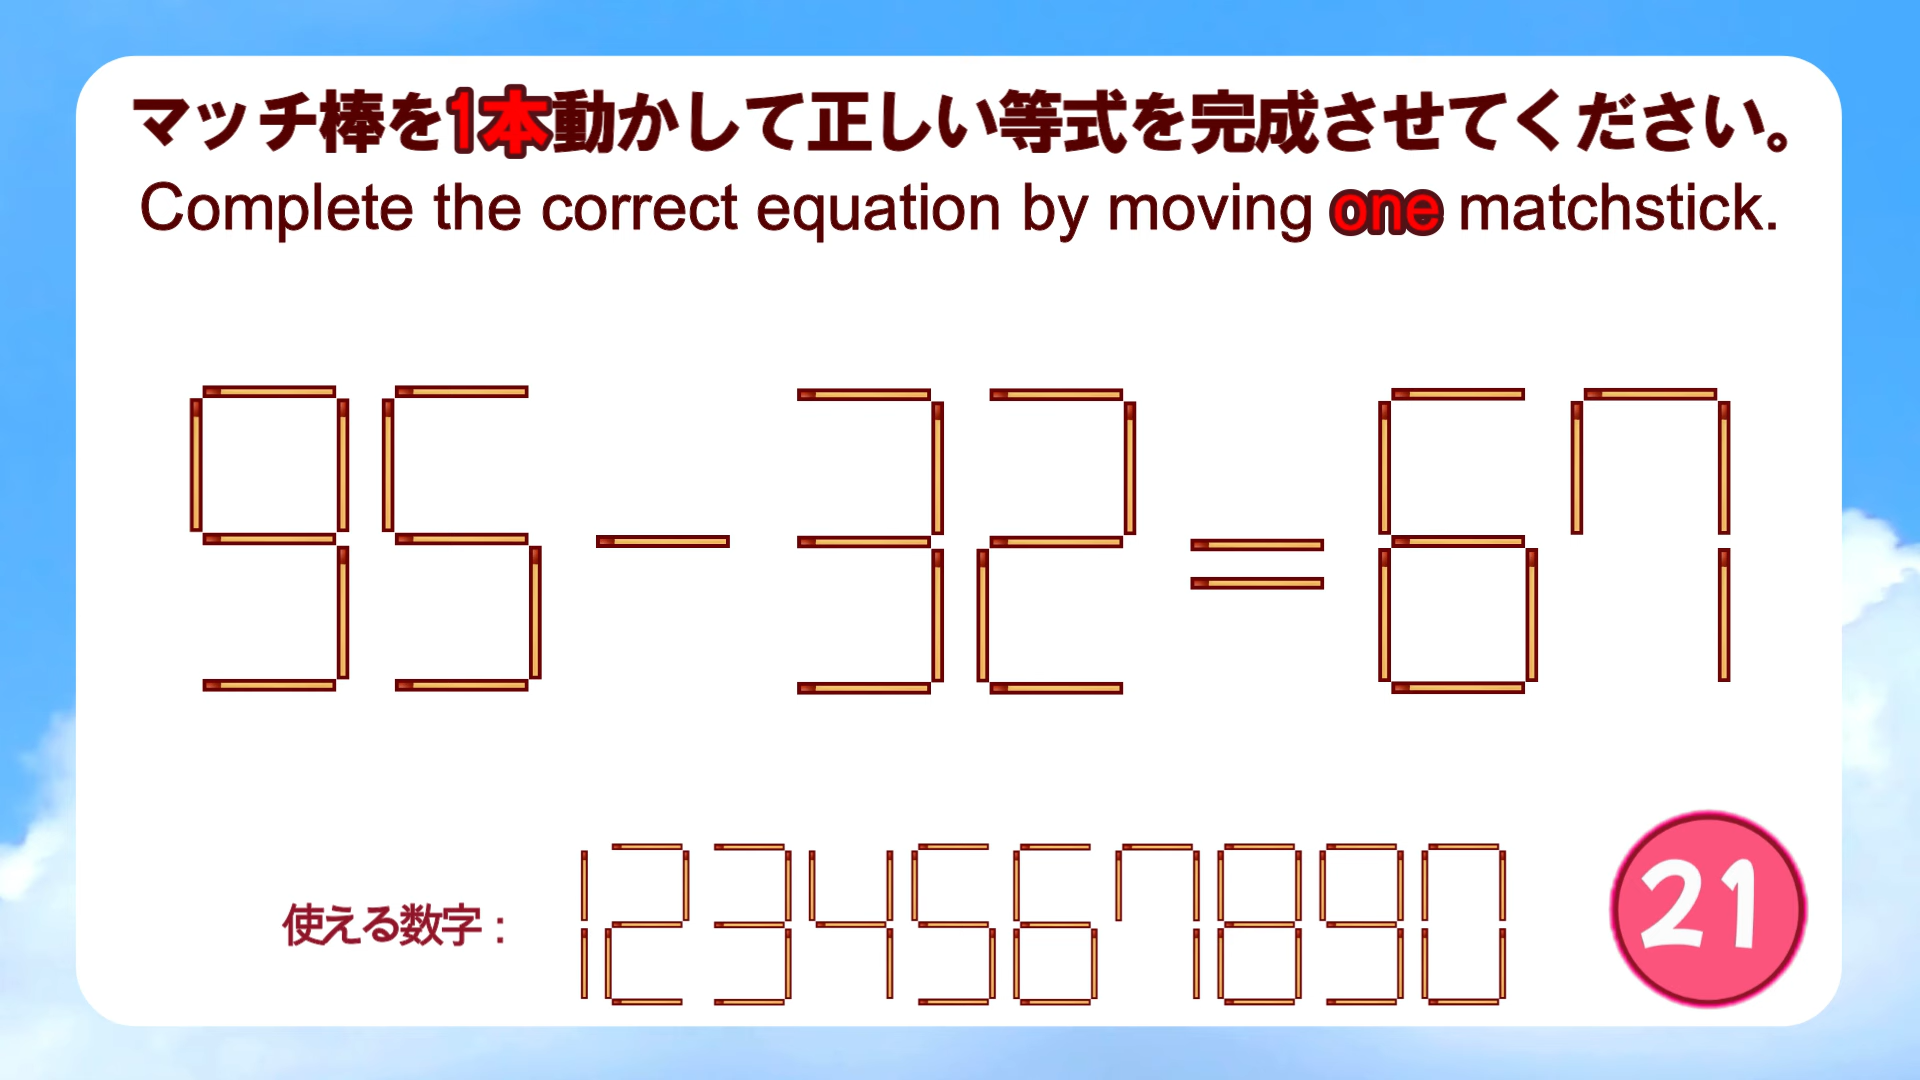 マッチ棒を1本動かして正しい等式を完成させてください。
Complete the correct equation by moving one matchstick.
95-32=67
使える数字: 1234567890
21